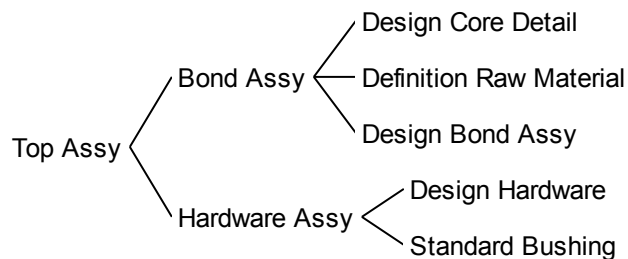 Design Core Detail
Bond Assy
Definition Raw Material
Design Bond Assy
Top Assy
Design Hardware
Hardware Assy
Standard Bushing